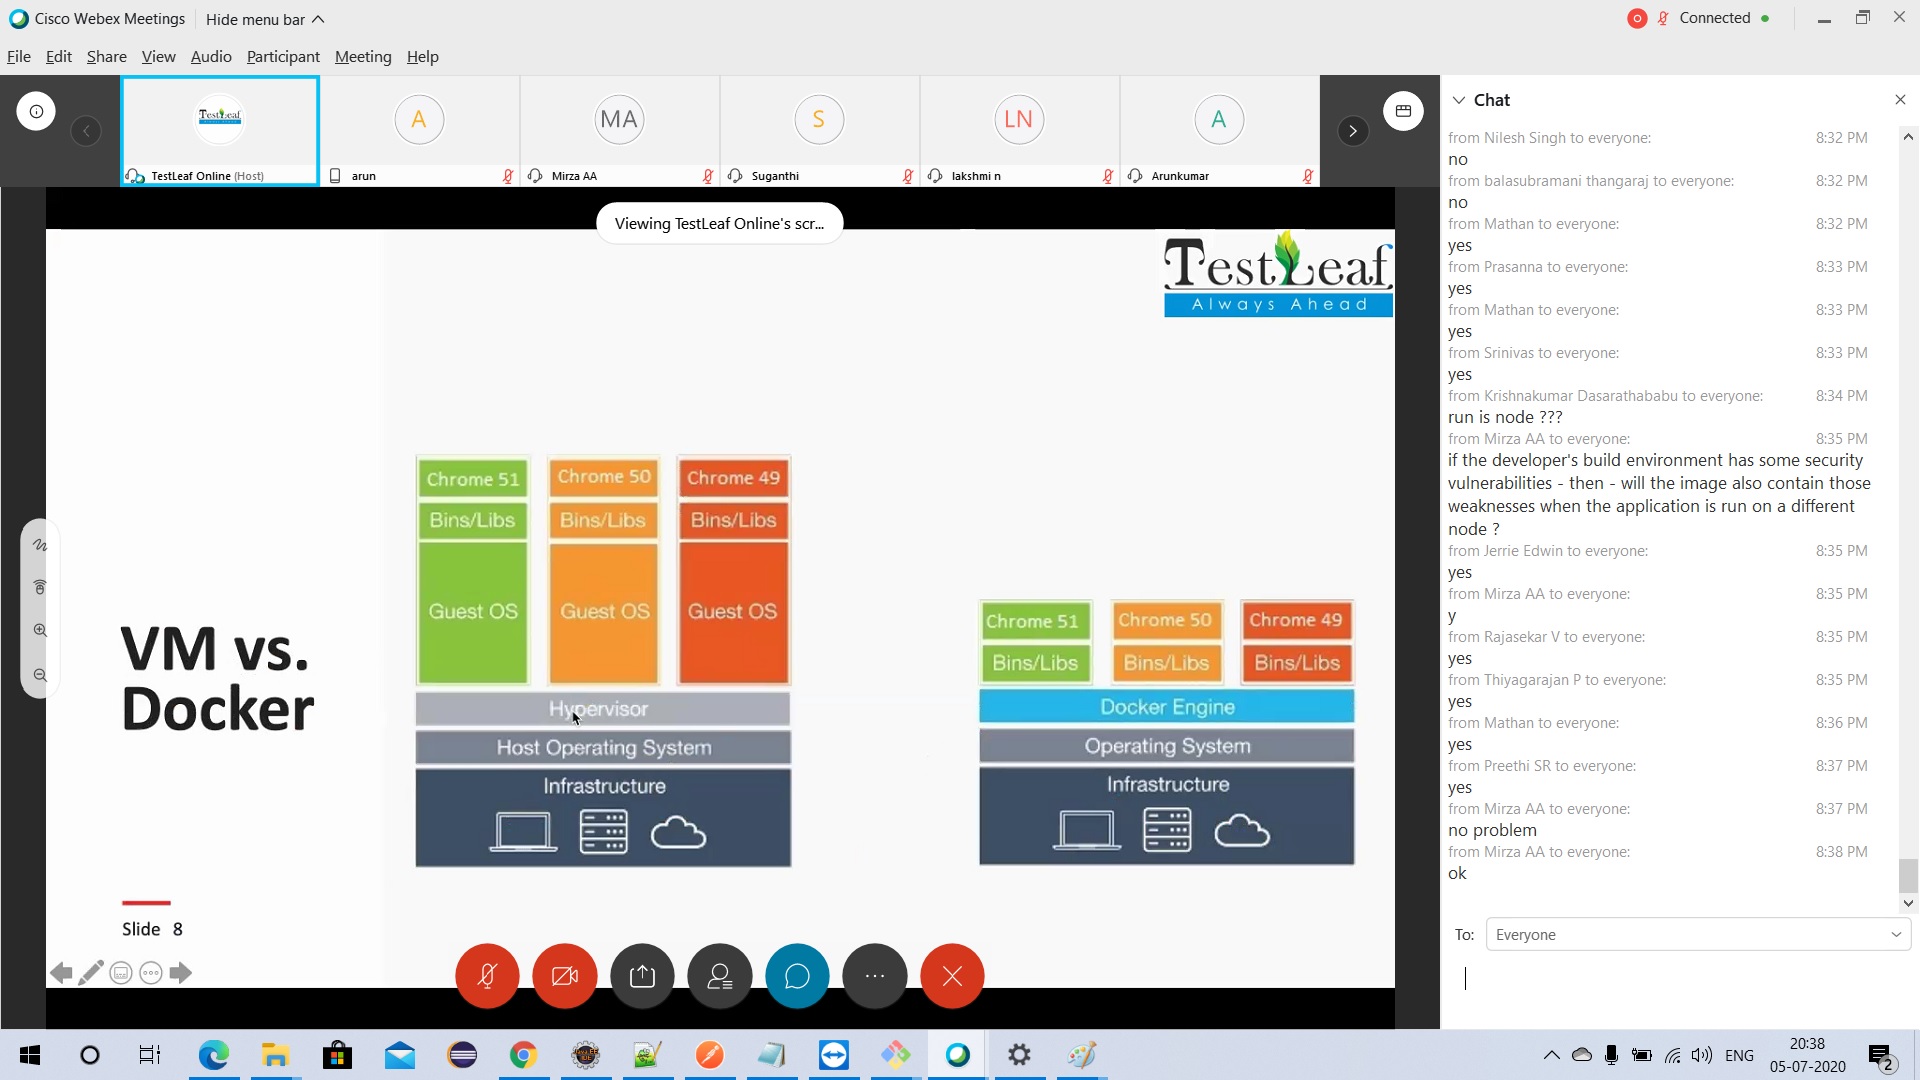 Cisco Webex Meetings
Hide menu bar
Connected
File Edit Share View Audio Participant Meeting Help
TestLeaf
A
MA
S
LN
A
TestLeaf Online (Host)
arun
Mirza AA
Suganthi
lakshmi n
Arunkumar
Viewing TestLeaf Online's scr...
TestLeaf
Always Ahead
VM vs.
Docker
Chrome 51
Chrome 50
Chrome 49
Bins/Libs
Bins/Libs
Bins/Libs
Guest OS
Guest OS
Guest OS
Hypervisor
Host Operating System
Infrastructure
Chrome 51
Chrome 50
Chrome 49
Bins/Libs
Bins/Libs
Bins/Libs
Docker Engine
Operating System
Infrastructure
Slide 8
Chat
from Nilesh Singh to everyone: 8:32 PM
no
from balasubramani thangaraj to everyone: 8:32 PM
no
from Mathan to everyone: 8:32 PM
yes
from Prasanna to everyone: 8:33 PM
yes
from Mathan to everyone: 8:33 PM
yes
from Srinivas to everyone: 8:33 PM
yes
from Krishnakumar Dasarathababu to everyone: 8:34 PM
run is node ???
from Mirza AA to everyone: 8:35 PM
if the developer's build environment has some security
vulnerabilities - then - will the image also contain those
weaknesses when the application is run on a different
node ?
from Jerrie Edwin to everyone: 8:35 PM
yes
from Mirza AA to everyone: 8:35 PM
y
from Rajasekar V to everyone: 8:35 PM
yes
from Thiyagarajan P to everyone: 8:35 PM
yes
from Mathan to everyone: 8:36 PM
yes
from Preethi SR to everyone: 8:37 PM
yes
from Mirza AA to everyone: 8:37 PM
no problem
from Mirza AA to everyone: 8:38 PM
ok
To: Everyone
ENG
20:38
05-07-2020
2